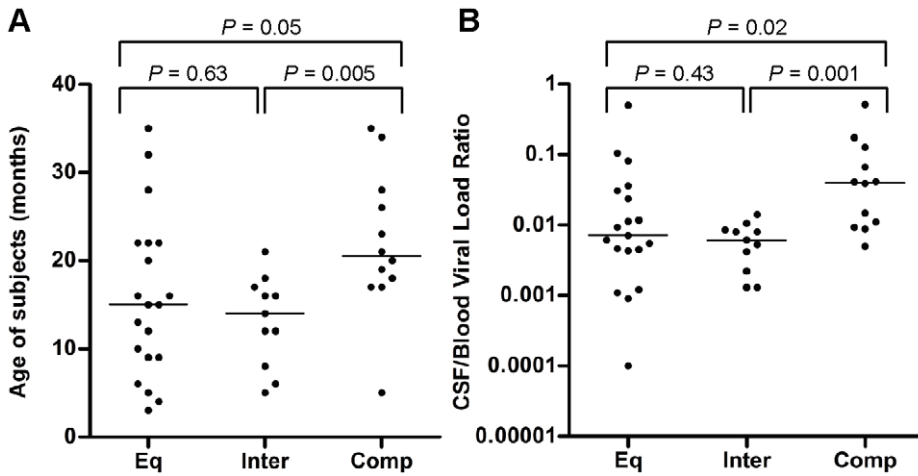 A
P = 0.05
P = 0.63
P = 0.005
Age of subjects (months)
40
30
20
10
0
Eq Inter Comp
B
P = 0.02
P = 0.43
P = 0.001
CSF/Blood Viral Load Ratio
1
0.1
0.01
0.001
0.0001
0.00001
Eq Inter Comp